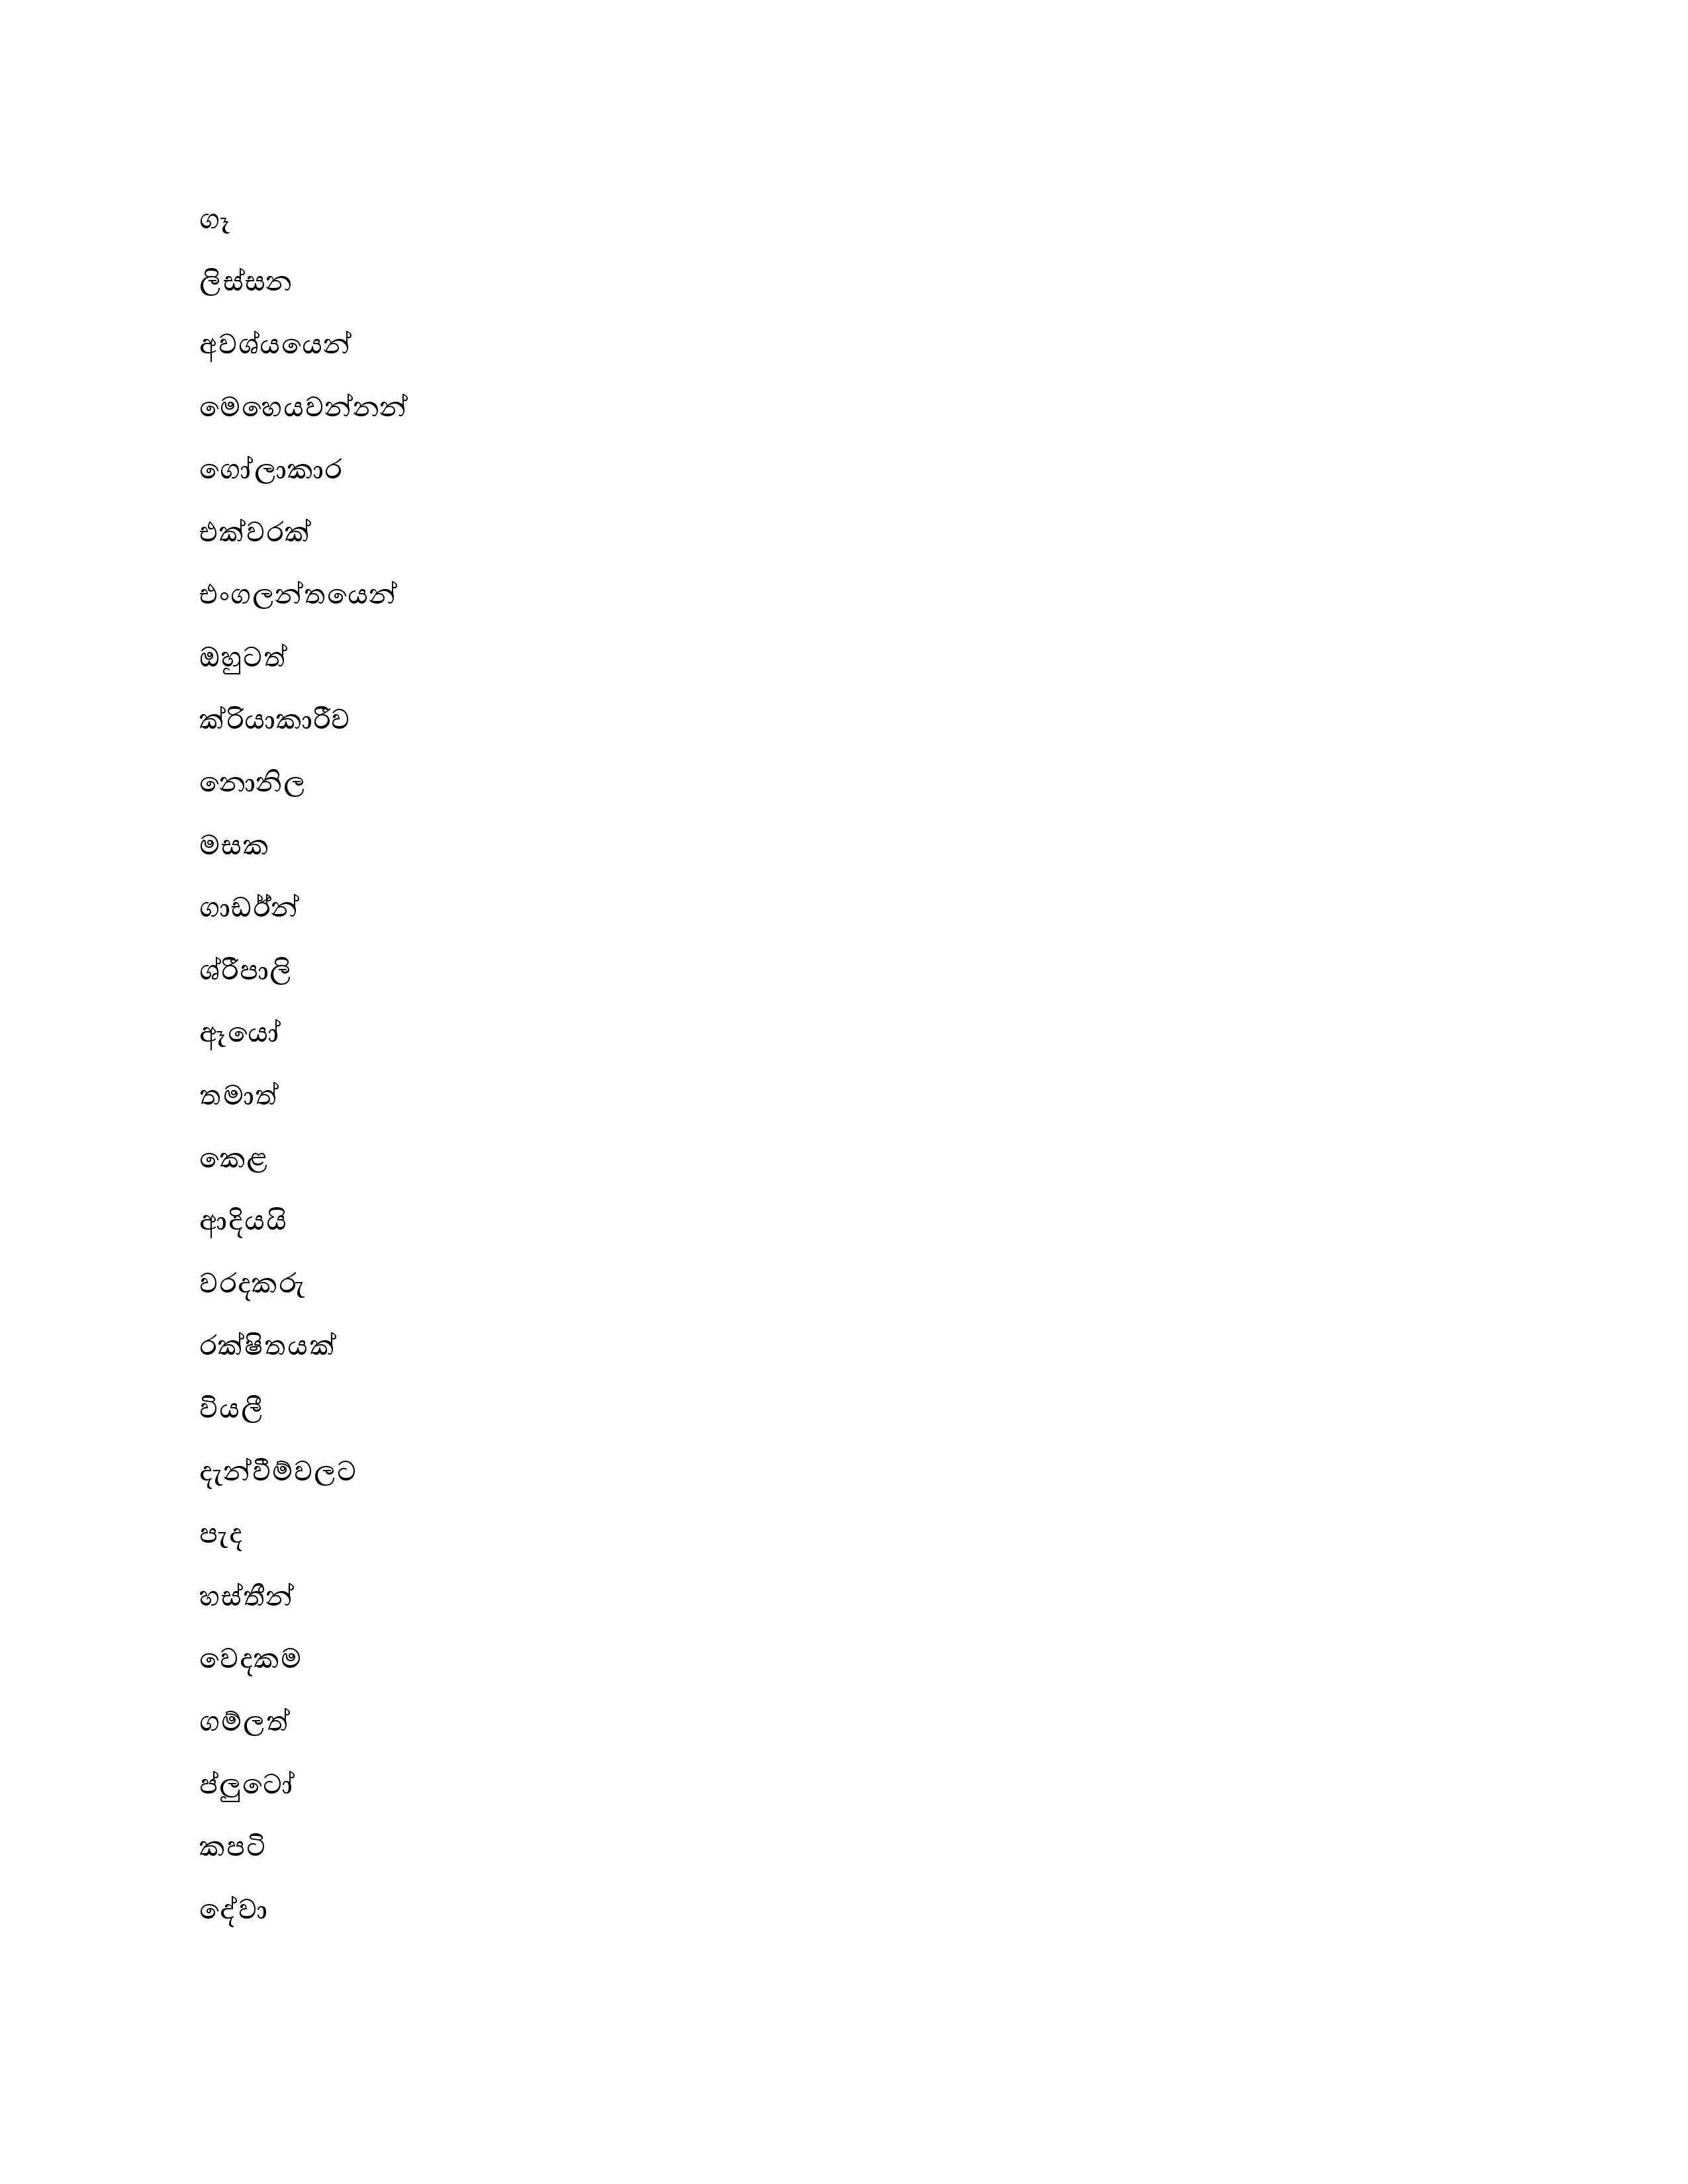 ගෑ
ලිස්සන
අවශ්යයෙන්
මෙහෙයවන්නන්
ගෝලාකාර
එක්වරක්
එංගලන්තයෙන්
ඔහුටත්
ක්රියාකාරීව
නොනිල
මසක
ගාඩ්ර්න්
ශ්රීපාලි
ඈයෝ
තමාත්
කෙළ
ආදියයි
වරදකරු
රක්ෂිතයක්
වියලී
දැන්වීම්වලට
පැද
හස්තීන්
වෙදකම
ගම්ලත්
ප්ලුටෝ
කපටි
දේවා